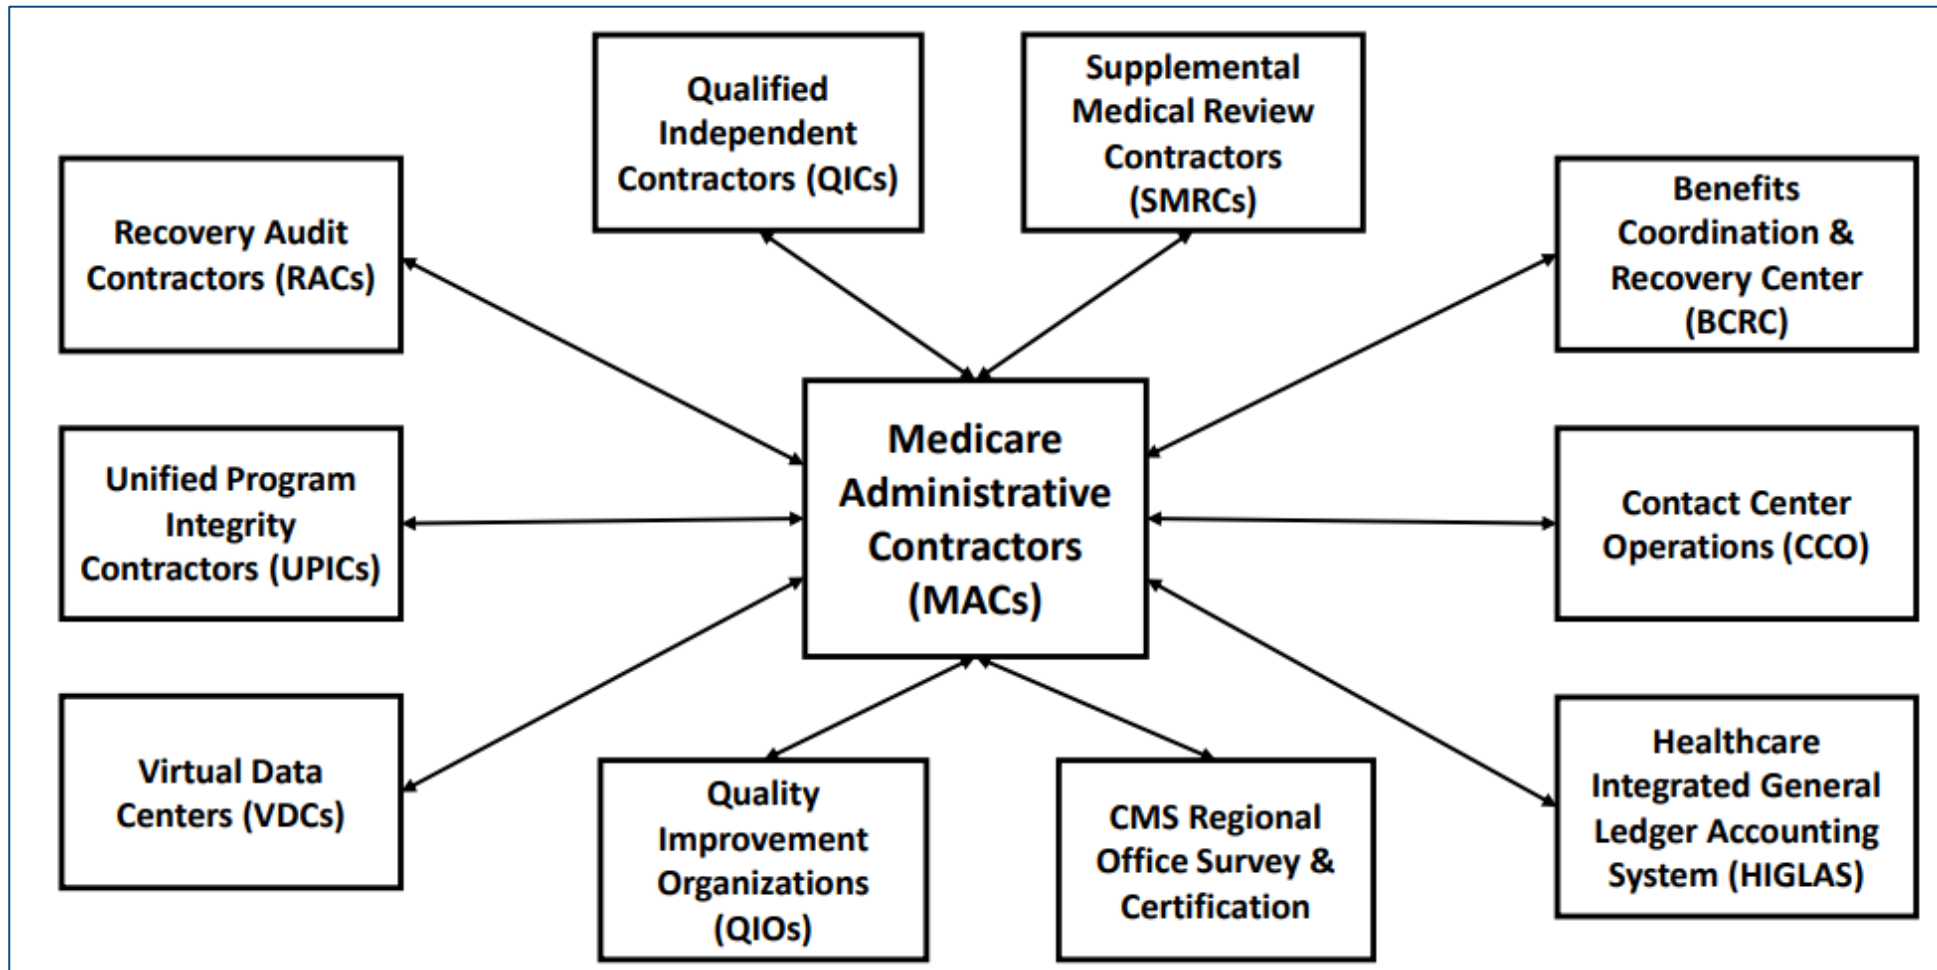 Qualified
Independent
Contractors (QICs)
Supplemental
Medical Review
Contractors
(SMRCs)
Recovery Audit
Contractors (RACs)
Benefits
Coordination &
Recovery Center
(BCRC)
Medicare
Administrative
Contractors
(MACs)
Unified Program
Integrity
Contractors (UPICs)
Contact Center
Operations (CCO)
Virtual Data
Centers (VDCs)
Quality
Improvement
Organizations
(QIOs)
CMS Regional
Office Survey &
Certification
Healthcare
Integrated General
Ledger Accounting
System (HIGLAS)